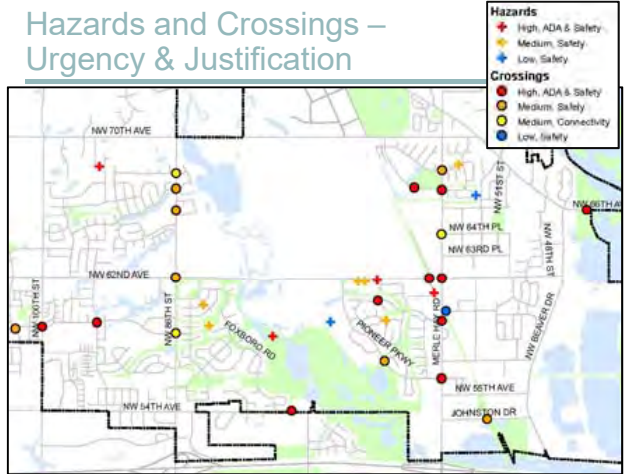 Hazards and Crossings –
Urgency & Justification
Hazards
High, ADA & Safety
Medium, Safety
Low, Safety
Crossings
High, ADA & Safety
Medium, Safety
Medium, Connectivity
Low, Safety
NW 70TH AVE
NW 51ST ST
NW 66TH AV
NW 64TH PL
NW 63RD PL
NW 48TH ST
NW 62ND AVE
NW 100TH ST
NW 86TH ST
FOXBORO RD
PIONEER PKWY
MERLE HAY RD
NW BEAVER DR
NW 55TH AVE
NW 54TH AVE
JOHNSTON DR